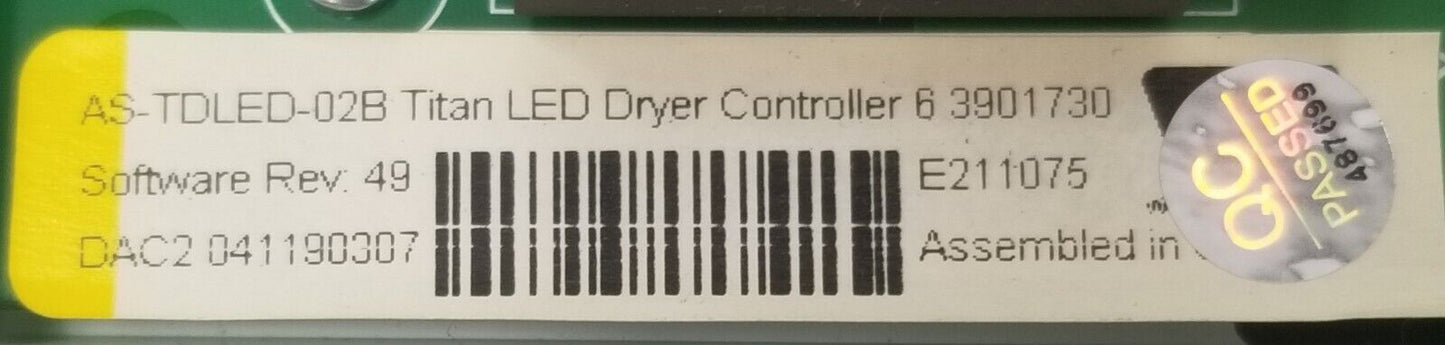 AS-TDLED-02B Titan LED Dryer Controller 6 3901730
Software Rev: 49
E211075
DAC2 041190307
Assembled in
QC
PASSED
487699